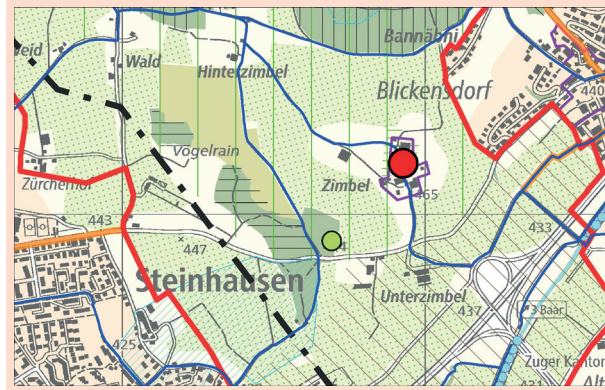 Bannäbni
Wald
Hinterzimbel
440
Blickensdorf
Vogelrain
Zimbel
465
443
433
447
Steinhausen
Unterzimbel
437
3 Baar
425
Zuger Kanton